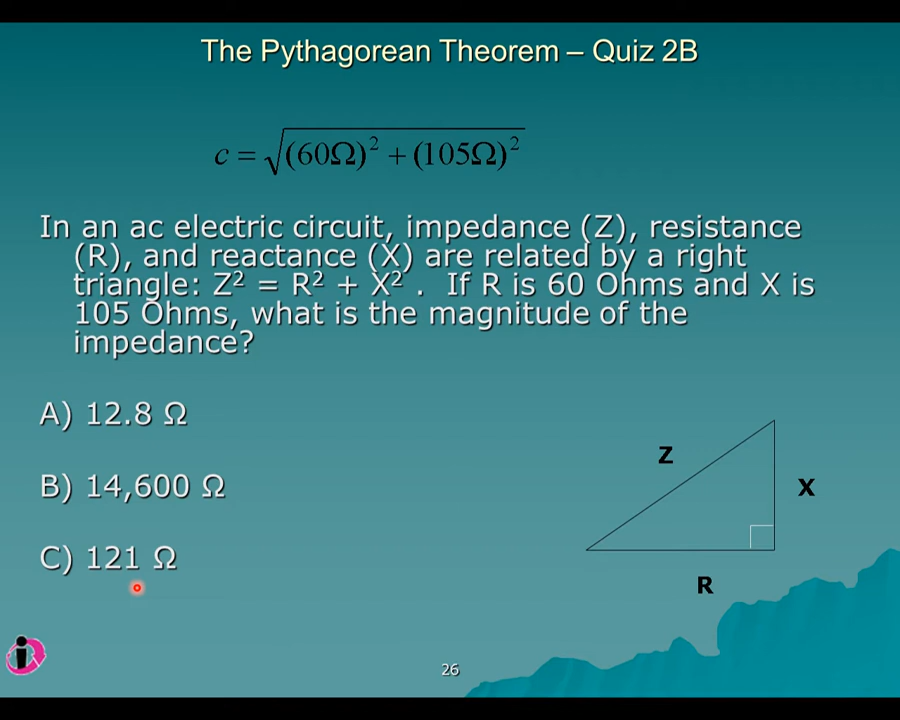 The Pythagorean Theorem – Quiz 2B
c = √(60Ω)² + (105Ω)²
In an ac electric circuit, impedance (Z), resistance
(R), and reactance (X) are related by a right
triangle: Z² = R² + X² . If R is 60 Ohms and X is
105 Ohms, what is the magnitude of the
impedance?
A) 12.8 Ω
B) 14,600 Ω
C) 121 Ω
Z
X
R
26